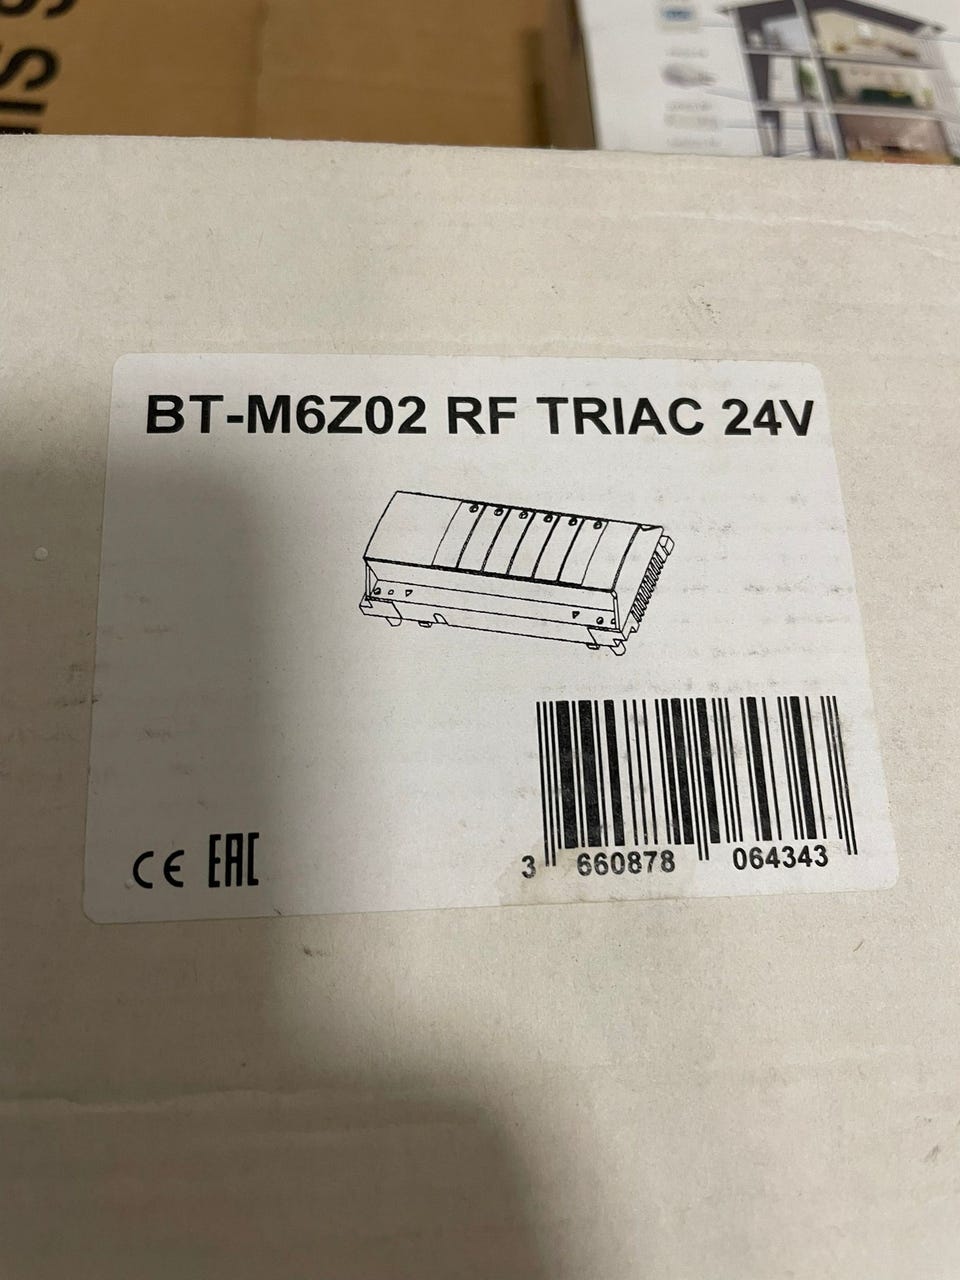 BT-M6Z02 RF TRIAC 24V
CE EAC
3 660878 064343